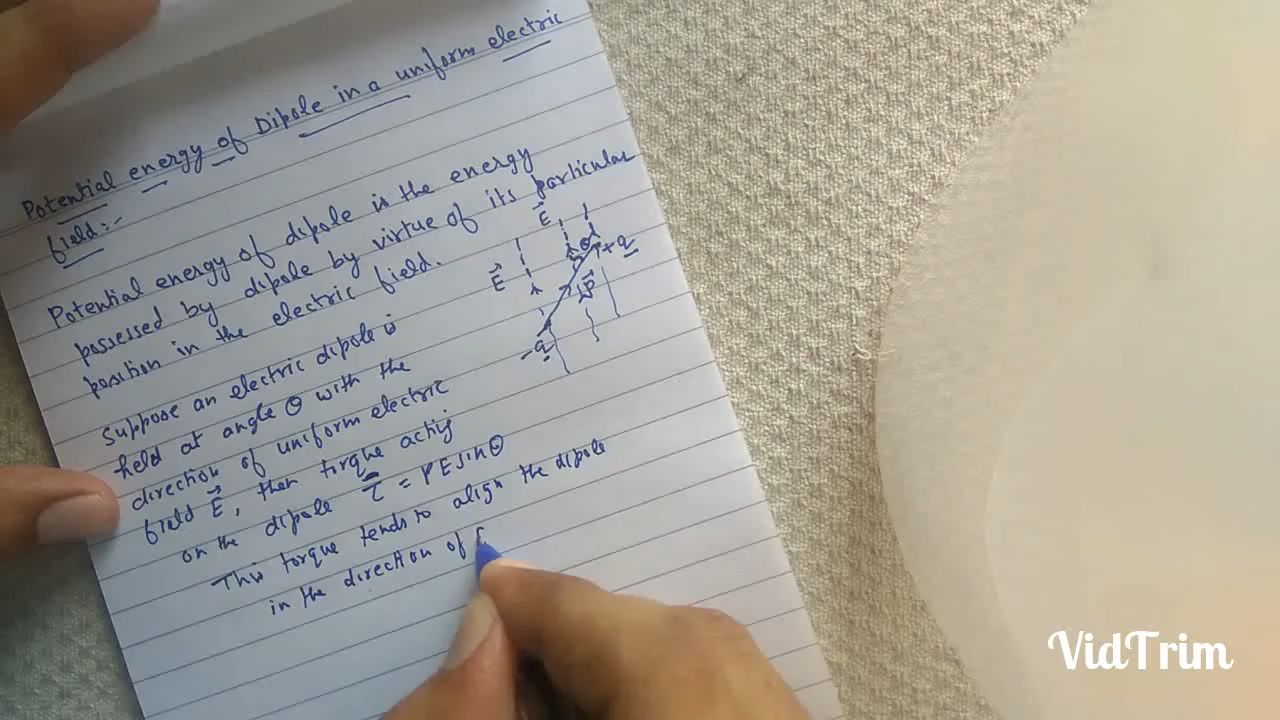 Potential energy of Dipole in a uniform electric
field:-
Potential energy of dipole is the energy
possessed by dipole by virtue of its particular
position in the electric field.
E⃗
E⃗
θ
+q
P⃗
-q
Suppose an electric dipole is
held at angle θ with the
direction of uniform electric
field E⃗, then torque acting
on the dipole τ = PE sinθ
This torque tends to align the dipole
in the direction of
VidTrim